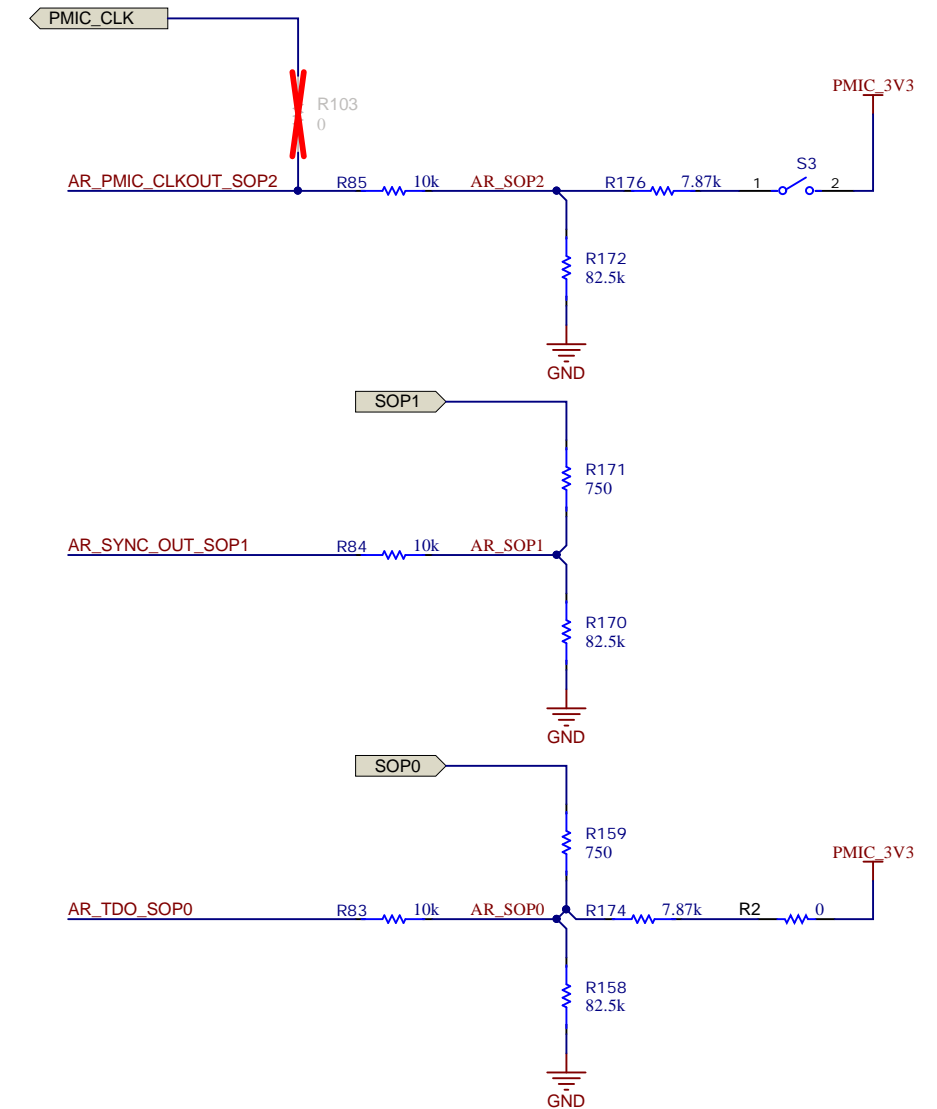 PMIC_CLK
R103
0
PMIC_3V3
S3
AR_PMIC_CLKOUT_SOP2 R85 10k AR_SOP2 R176 7.87k 1 2
R172
82.5k
GND
SOP1
R171
750
AR_SYNC_OUT_SOP1 R84 10k AR_SOP1
R170
82.5k
GND
SOP0
R159
750
PMIC_3V3
AR_TDO_SOP0 R83 10k AR_SOP0 R174 7.87k R2 0
R158
82.5k
GND